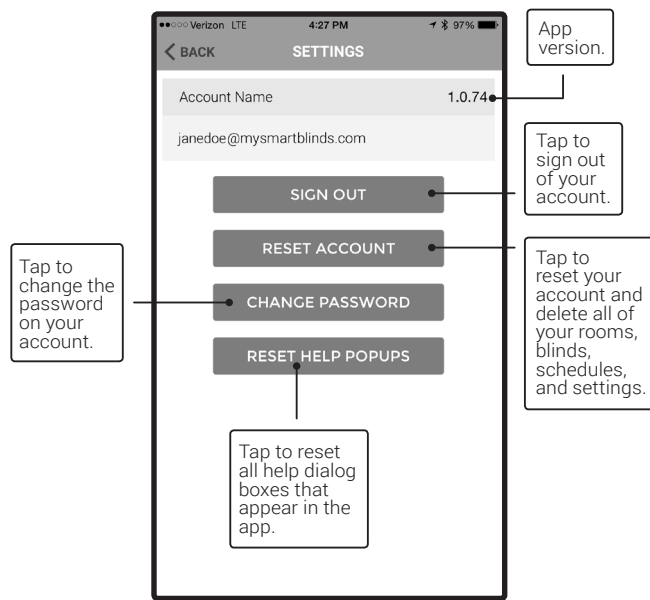 Verizon LTE 4:27 PM 97%
BACK SETTINGS
Account Name 1.0.74
janedoe@mysmartblinds.com
SIGN OUT
RESET ACCOUNT
CHANGE PASSWORD
RESET HELP POPUPS
App
version.
Tap to
sign out
of your
account.
Tap to
reset your
account and
delete all of
your rooms,
blinds,
schedules,
and settings.
Tap to
change the
password
on your
account.
Tap to reset
all help dialog
boxes that
appear in the
app.